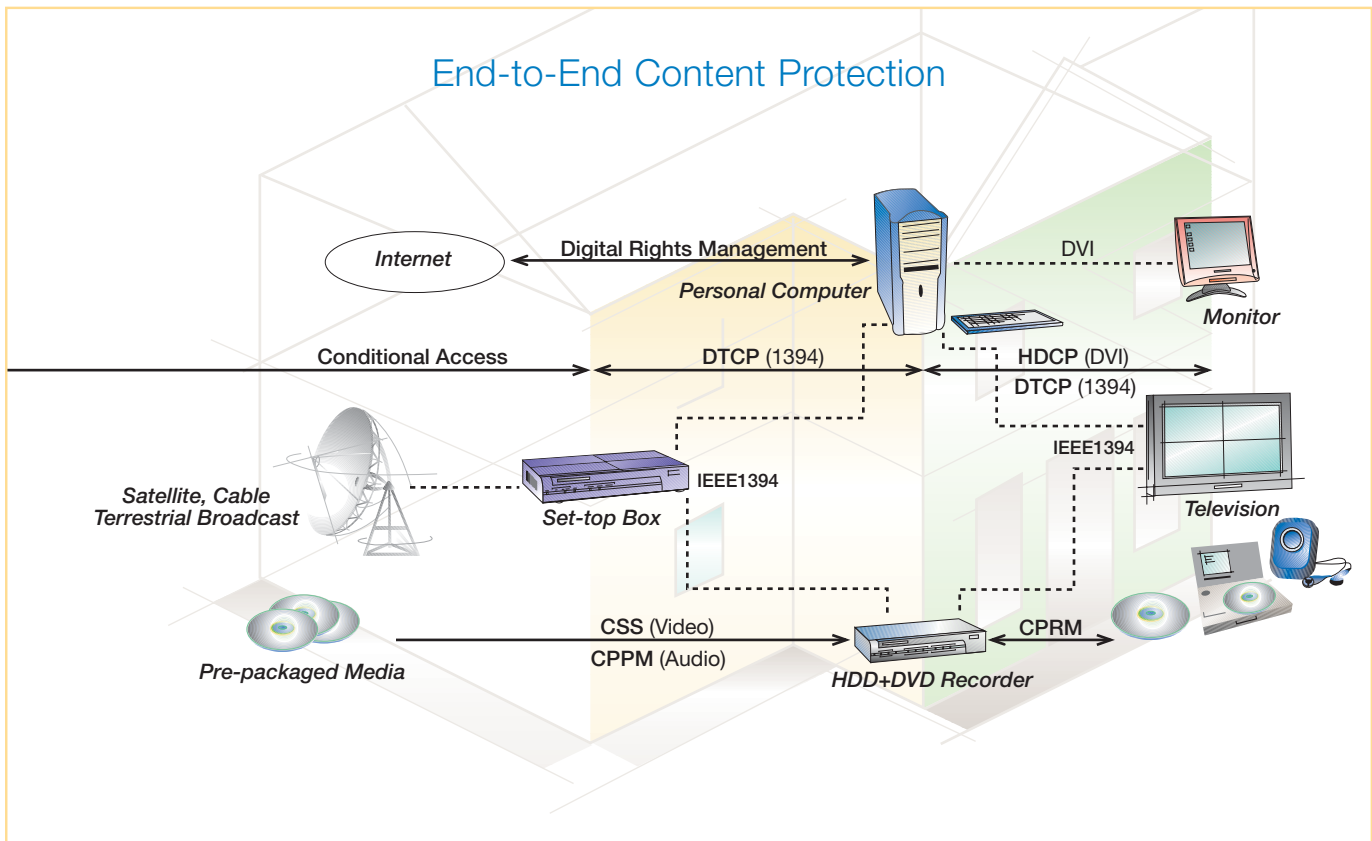 End-to-End Content Protection
Internet
Digital Rights Management
Personal Computer
DVI
Monitor
Conditional Access
DTCP (1394)
HDCP (DVI)
DTCP (1394)
IEEE1394
IEEE1394
Satellite, Cable
Terrestrial Broadcast
Set-top Box
Television
Pre-packaged Media
CSS (Video)
CPPM (Audio)
HDD+DVD Recorder
CPRM